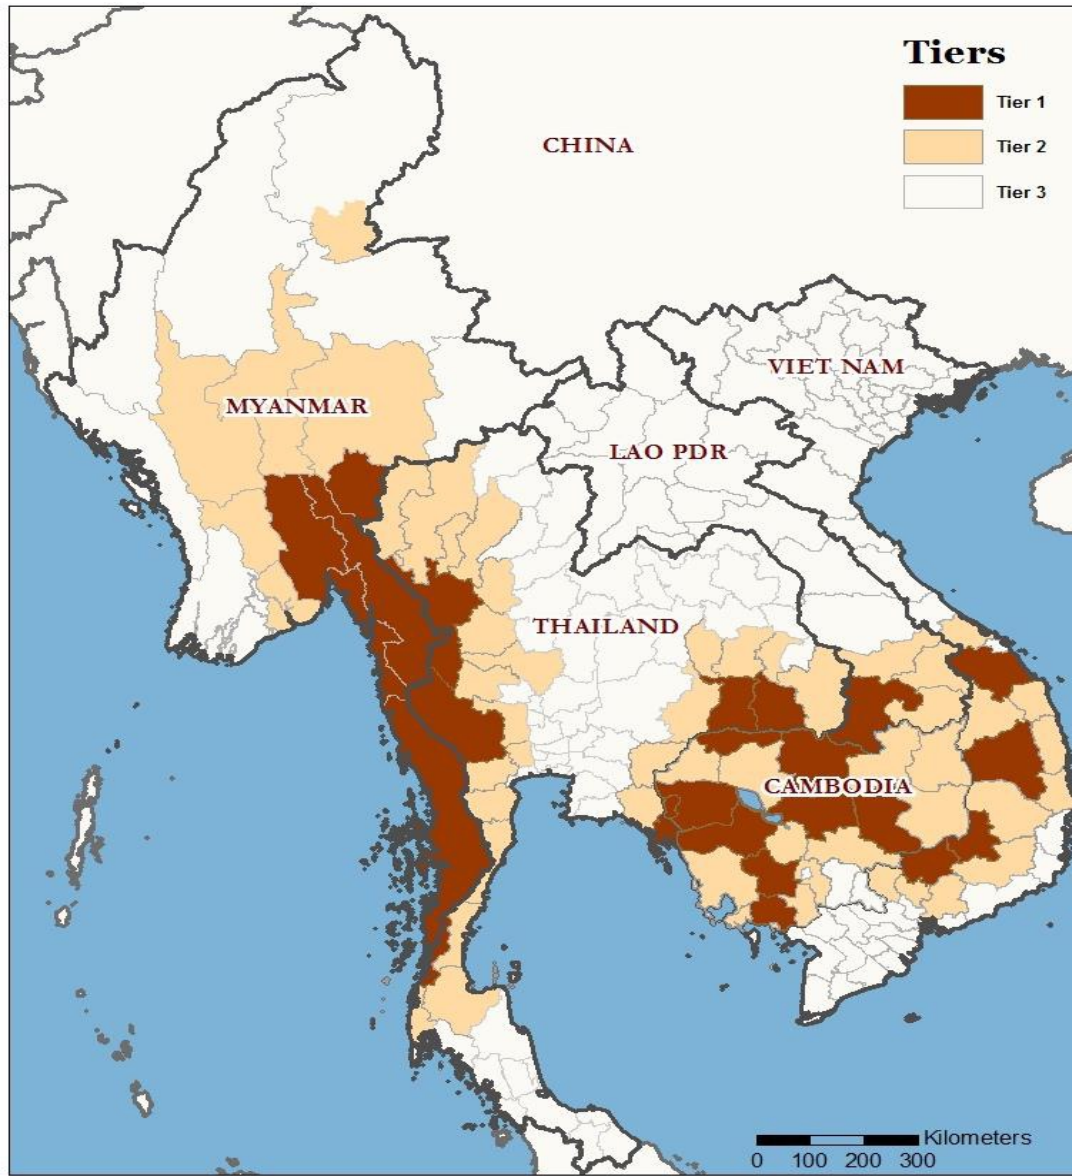 Tiers
Tier 1
Tier 2
Tier 3
CHINA
VIET NAM
MYANMAR
LAO PDR
THAILAND
CAMBODIA
Kilometers
0 100 200 300